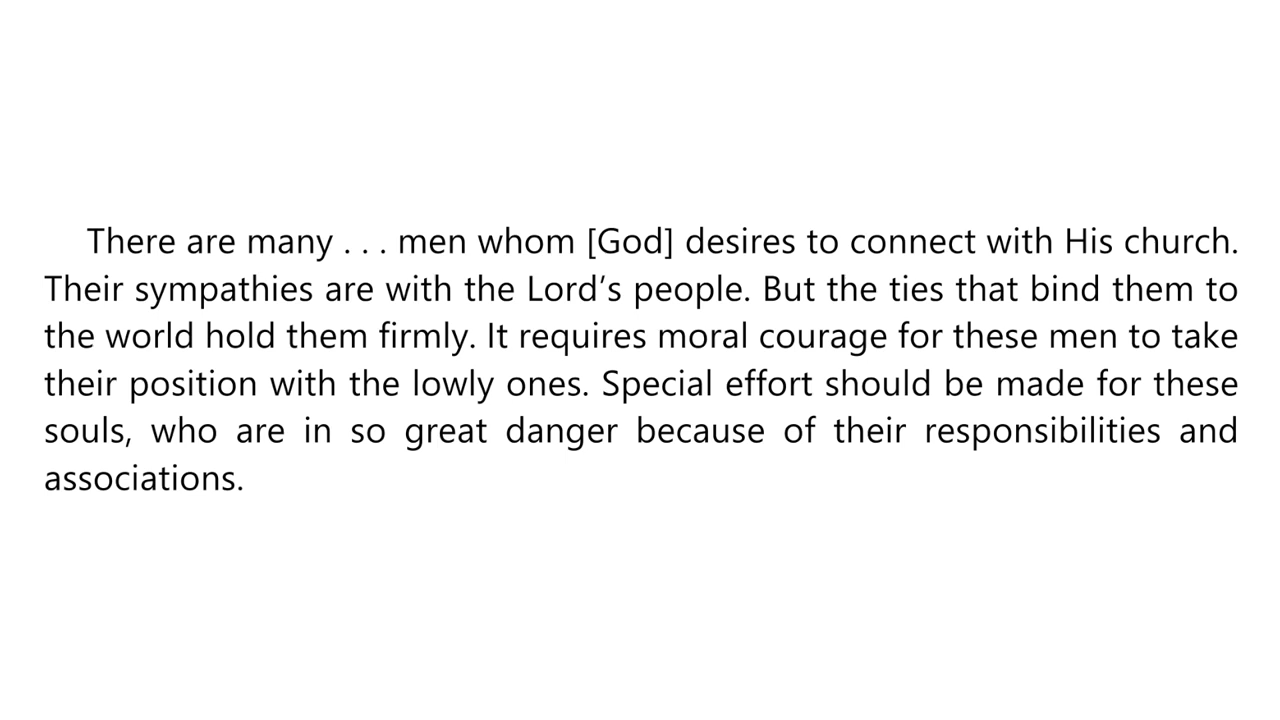 There are many . . . men whom [God] desires to connect with His church.
Their sympathies are with the Lord’s people. But the ties that bind them to
the world hold them firmly. It requires moral courage for these men to take
their position with the lowly ones. Special effort should be made for these
souls, who are in so great danger because of their responsibilities and
associations.